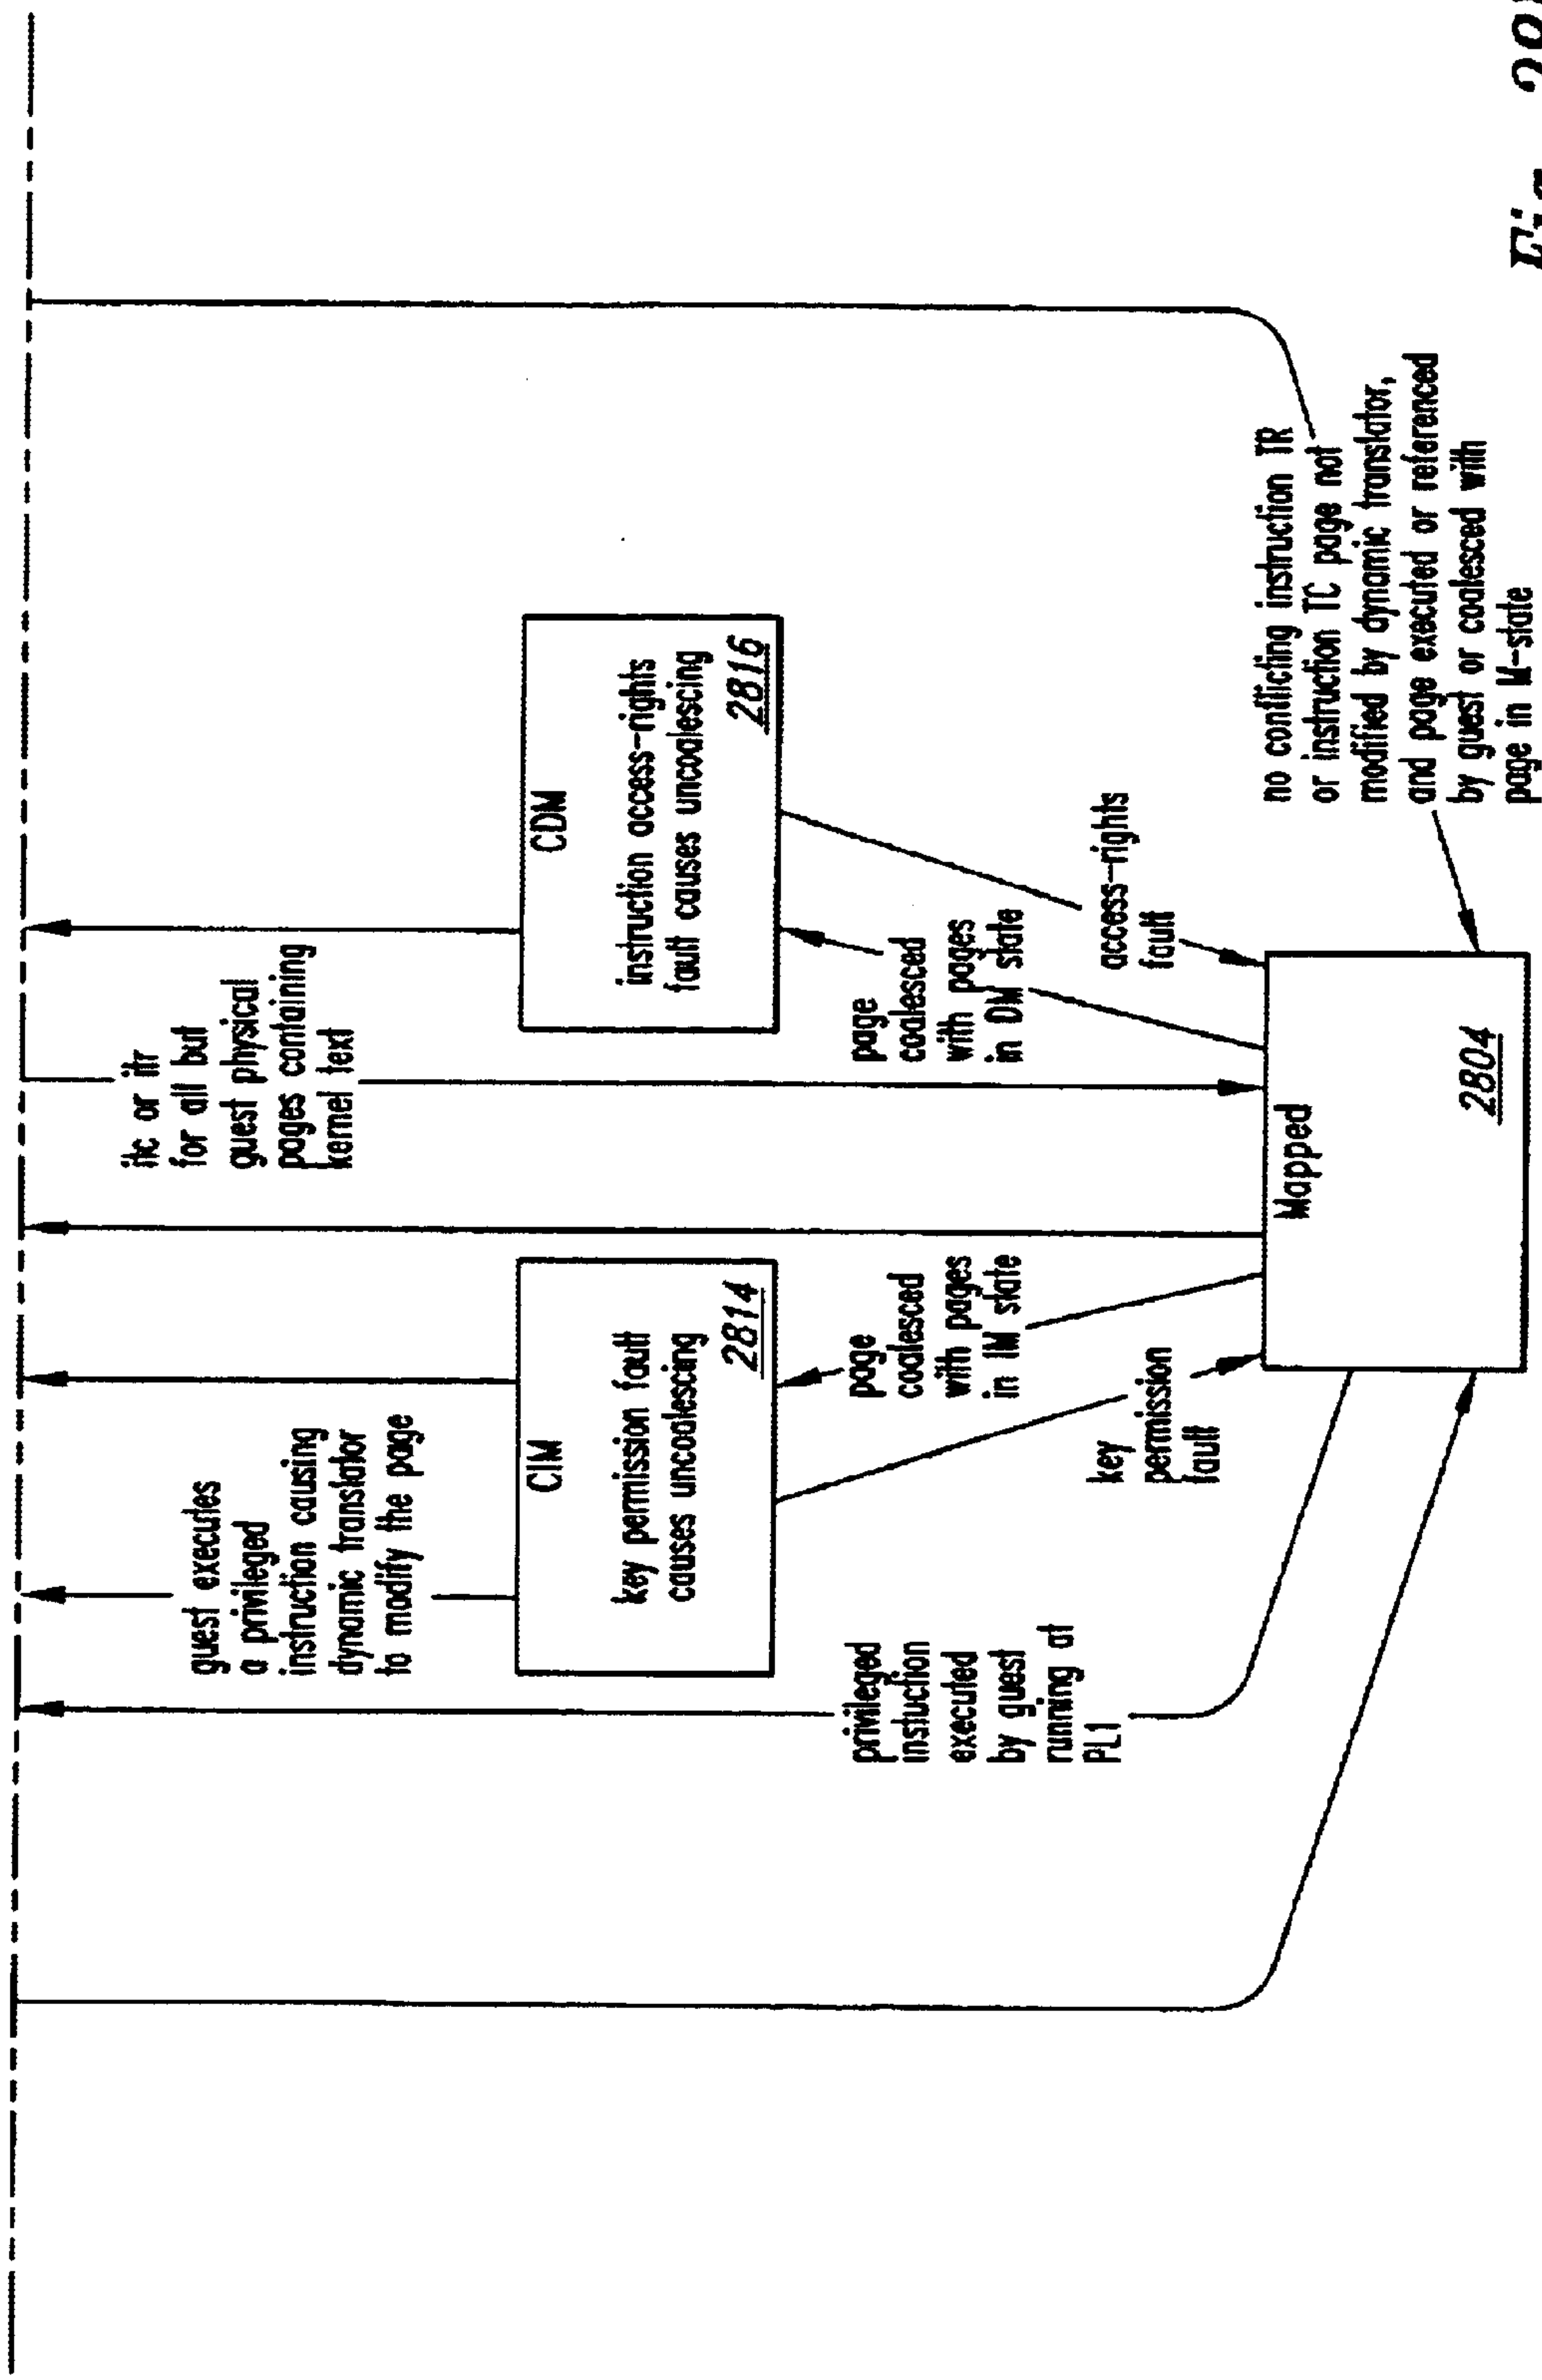 itc or itr
for all but
guest physical
pages containing
kernel text
guest executes
a privileged
instruction causing
dynamic translator
to modify the page
CIM
key permission fault
causes uncoalescing
2814
CDM
instruction access-rights
fault causes uncoalescing
2816
privileged
instuction
executed
by guest
running at
PL1
page
coalesced
with pages
in IM state
key
permission
fault
page
coalesced
with pages
in DM state
access-rights
fault
no conflicting instruction TR
or instruction TC page not
modified by dynamic translator,
and page executed or referenced
by guest or coalesced with
page in M-state
Mapped
2804
Fig.